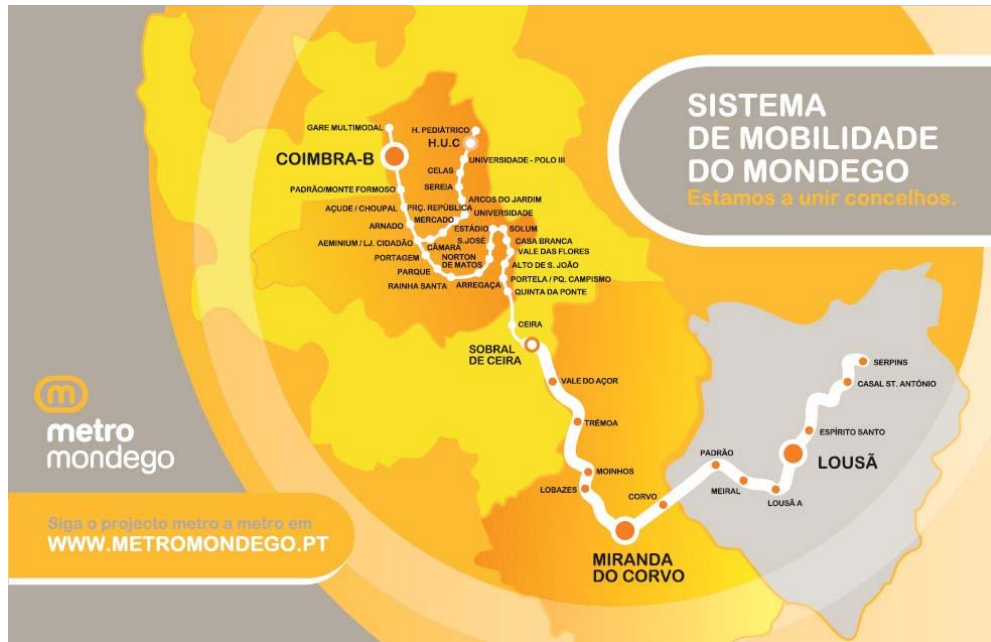 SISTEMA
DE MOBILIDADE
DO MONDEGO
Estamos a unir concelhos.
GARE MULTIMODAL
COIMBRA-B
PADRÃO/MONTE FORMOSO
AÇUDE / CHOUPAL
ARNADO
AEMINIUM / LJ. CIDADÃO
PORTAGEM
PARQUE
RAINHA SANTA
H. PEDIÁTRICO
H.U.C
UNIVERSIDADE - POLO III
CELAS
SEREIA
ARCOS DO JARDIM
PRÇ. REPÚBLICA
UNIVERSIDADE
MERCADO
CÂMARA
ESTÁDIO
SOLUM
S.JOSÉ
CASA BRANCA
NORTON
DE MATOS
VALE DAS FLORES
ALTO DE S. JOÃO
ARREGAÇA
PORTELA / PQ. CAMPISMO
QUINTA DA PONTE
CEIRA
SOBRAL
DE CEIRA
VALE DO AÇOR
TRÉMOA
MOINHOS
LOBAZES
MIRANDA
DO CORVO
CORVO
PADRÃO
MEIRAL
LOUSÃ A
LOUSÃ
ESPÍRITO SANTO
CASAL ST. ANTÓNIO
SERPINS
m
metro
mondego
Siga o projecto metro a metro em
WWW.METROMONDEGO.PT